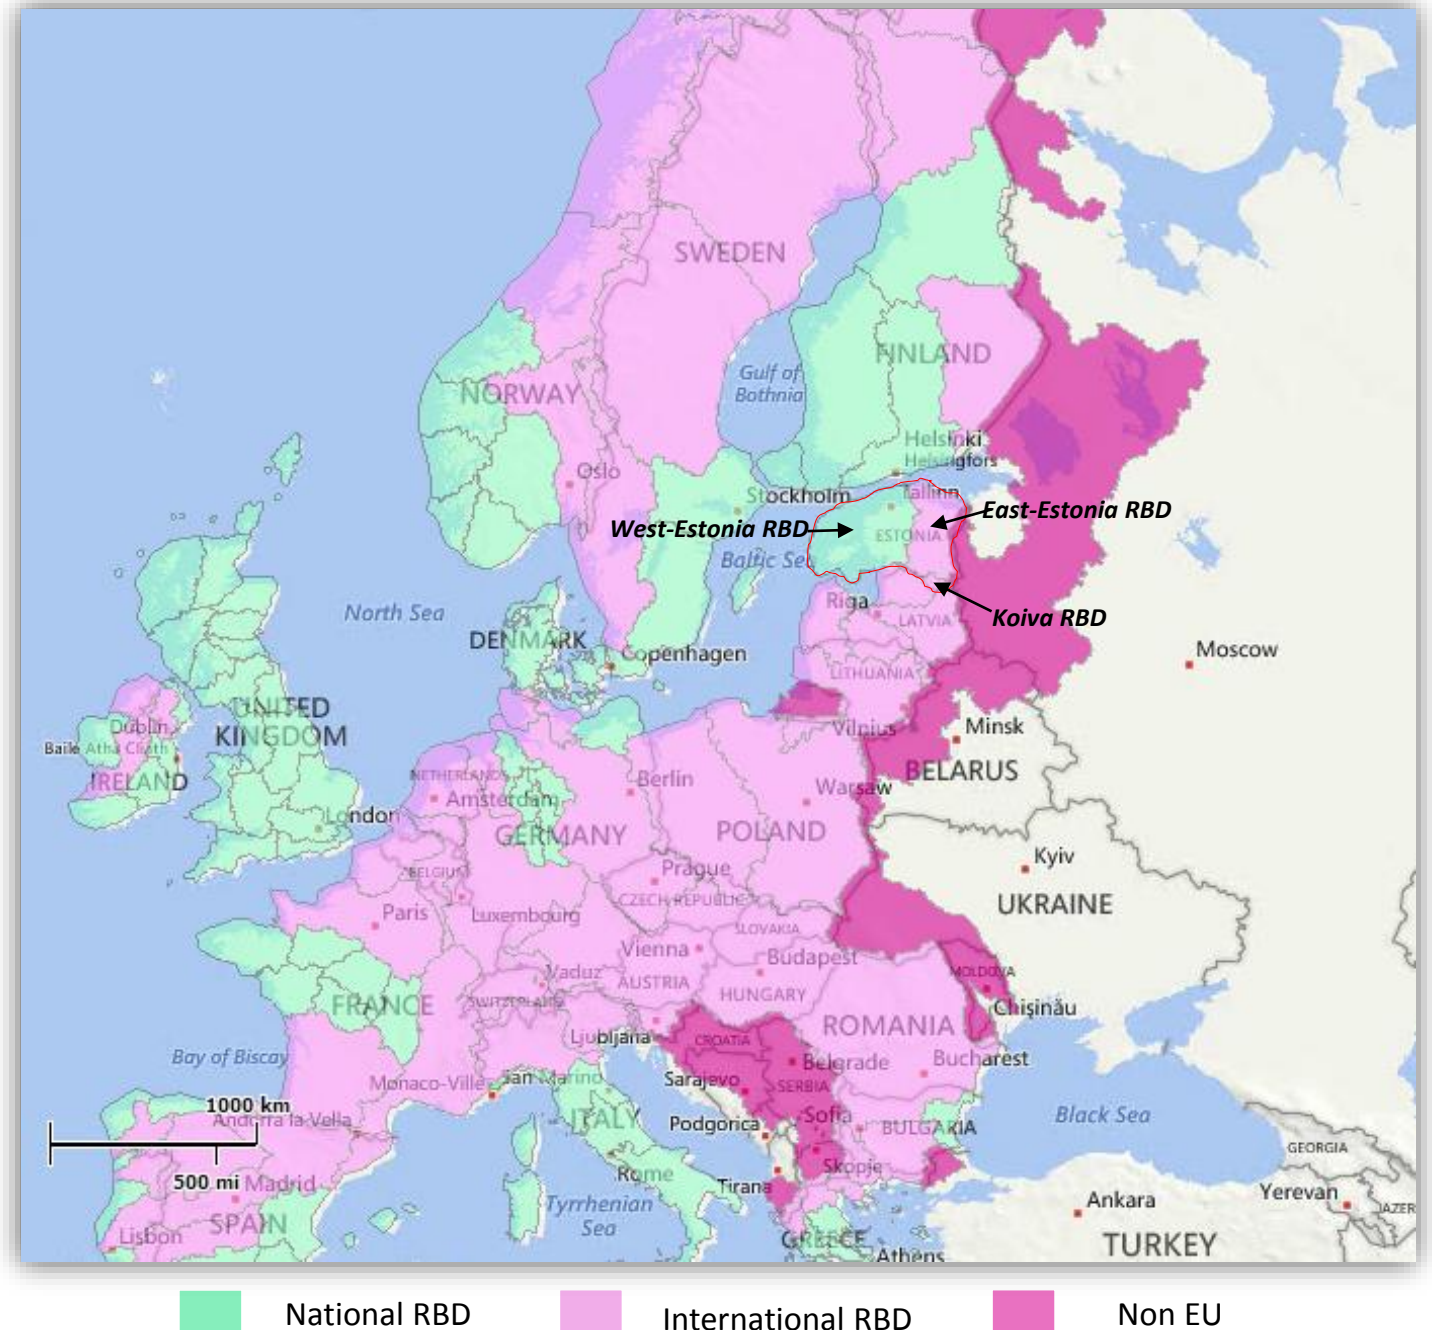 SWEDEN
FINLAND
Gulf of
Bothnia
NORWAY
Helsinki
Helsingfors
Oslo
Stockholm
Tallinn
East-Estonia RBD
West-Estonia RBD
ESTONIA
Baltic Se
North Sea
Riga
LATVIA
Koiva RBD
DENMARK
Copenhagen
Moscow
LITHUANIA
UNITED
KINGDOM
Dublin
Baile Atha Cliath
IRELAND
Vilnius
Minsk
BELARUS
NETHERLANDS
Amsterdam
Berlin
Warsaw
London
GERMANY
POLAND
BELGIUM
Prague
CZECH REPUBLIC
Kyiv
UKRAINE
Paris
Luxembourg
SLOVAKIA
Vienna
Budapest
Vaduz
AUSTRIA
HUNGARY
MOLDOVA
Chişinău
FRANCE
SWITZERLAND
Ljubljana
CROATIA
ROMANIA
Bay of Biscay
Monaco-Ville
San Marino
Sarajevo
Belgrade
SERBIA
Bucharest
1000 km
Andorra la Vella
ITALY
Podgorica
Sofia
BULGARIA
Black Sea
GEORGIA
500 mi
Madrid
Rome
Tirana
Skopje
Ankara
Yerevan
AZER
Lisbon
SPAIN
Tyrrhenian
Sea
GREECE
Athens
TURKEY
National RBD
International RBD
Non EU